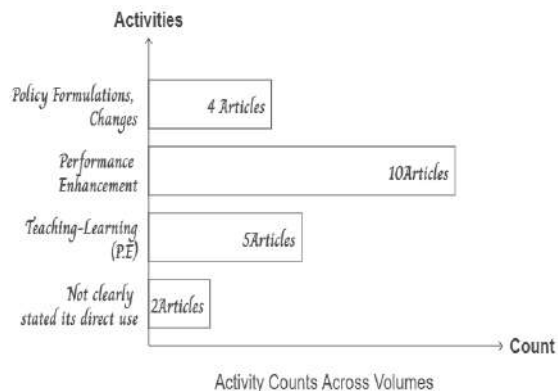 Activities
Policy Formulations,
Changes
4 Articles
Performance
Enhancement
10Articles
Teaching-Learning
(P.E)
5Articles
Not clearly
stated its direct use
2Articles
Count
Activity Counts Across Volumes